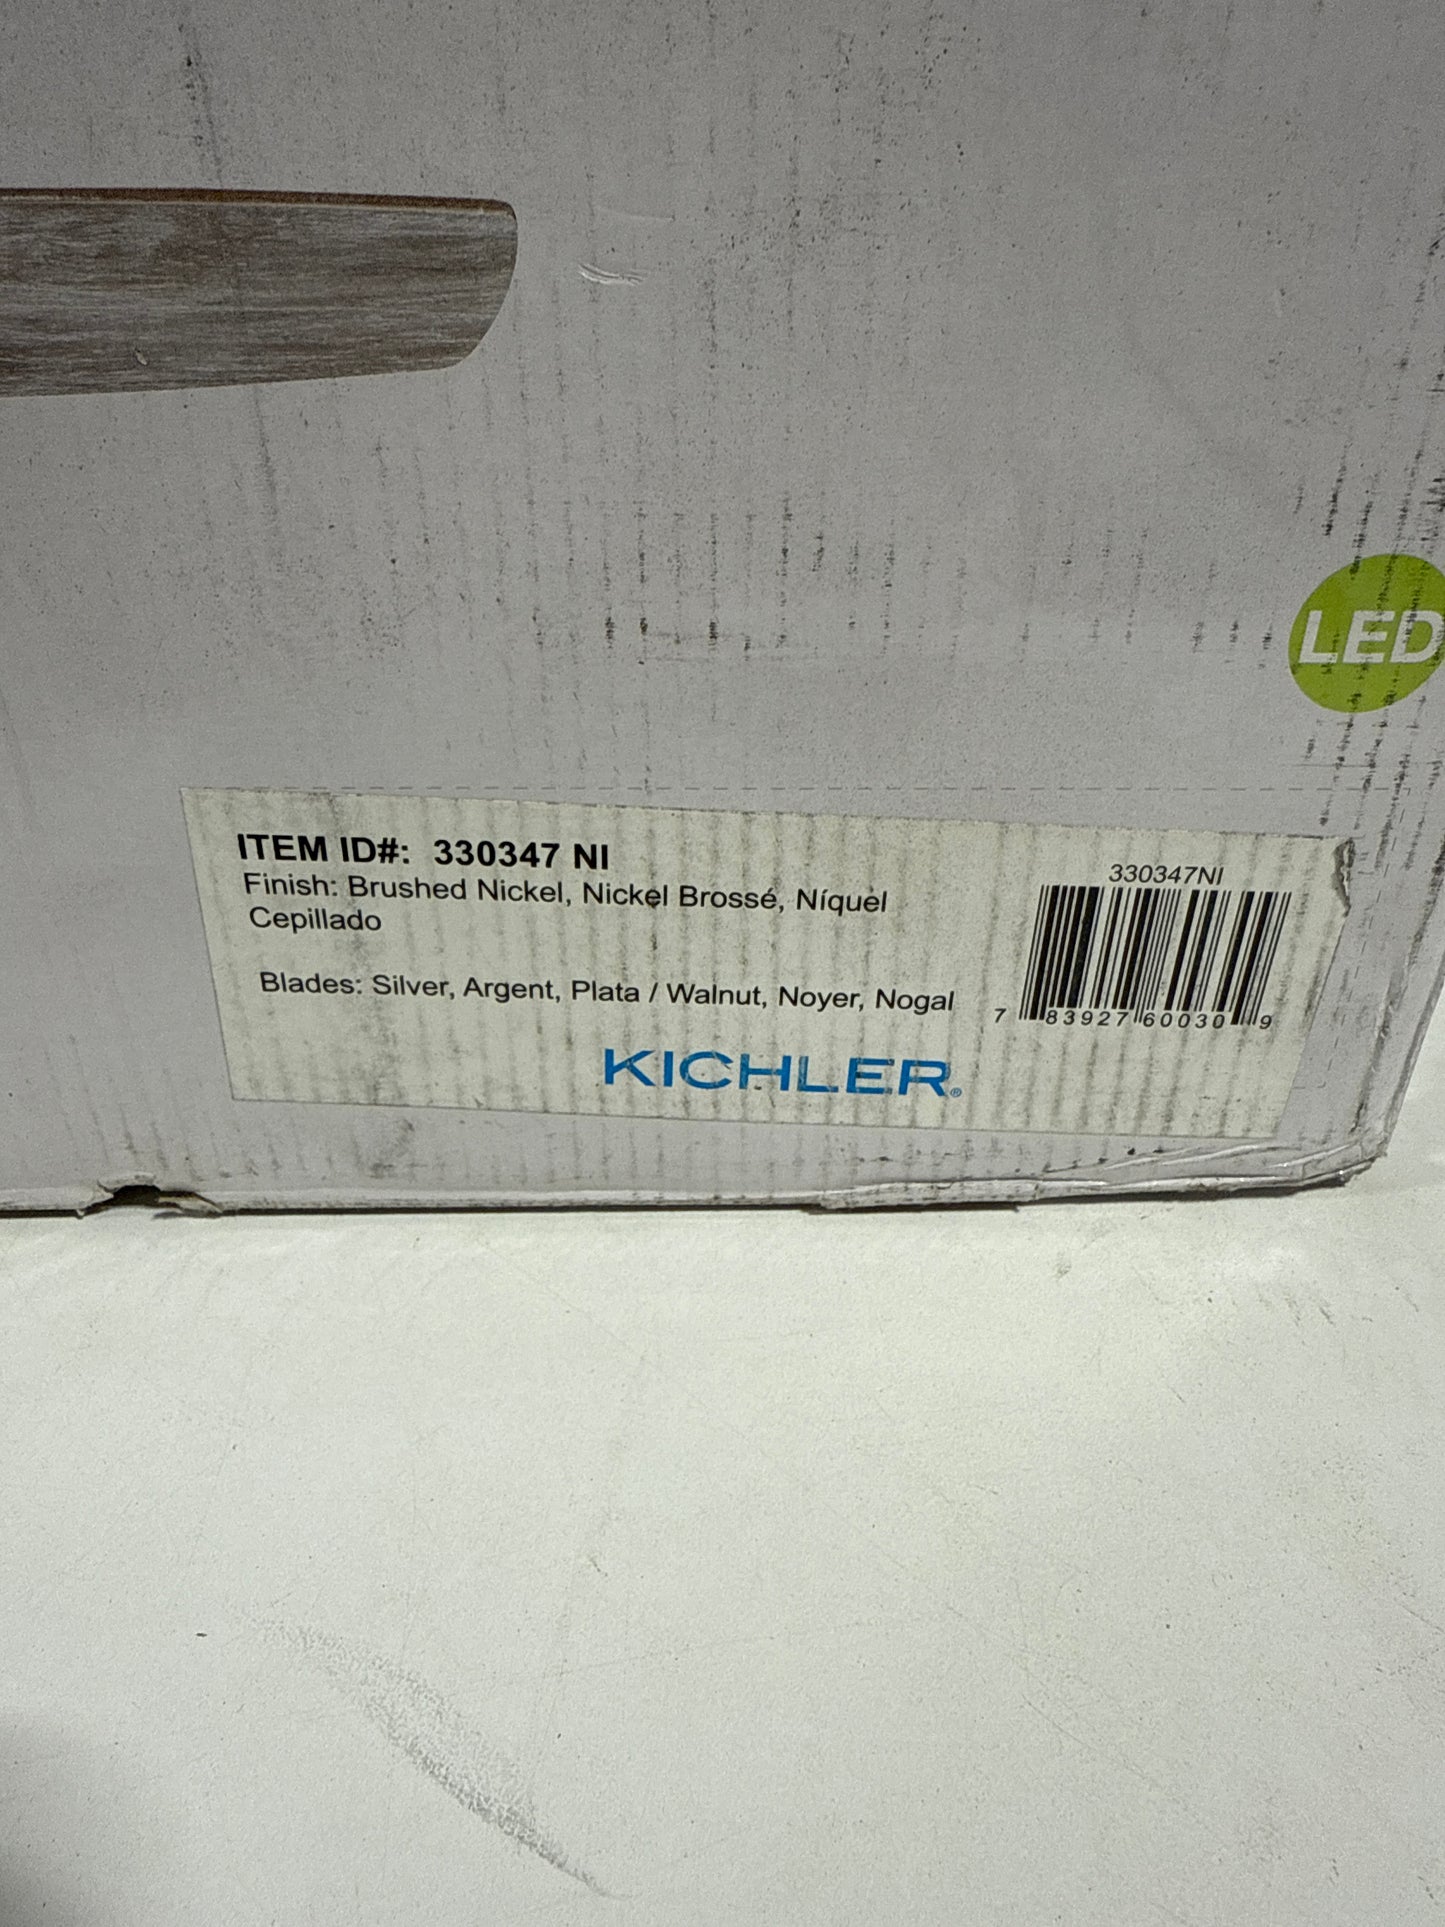 LED
ITEM ID#: 330347 NI
Finish: Brushed Nickel, Nickel Brossé, Níquel
Cepillado
Blades: Silver, Argent, Plata / Walnut, Noyer, Nogal
330347NI
7 83927 60030 9
KICHLER®